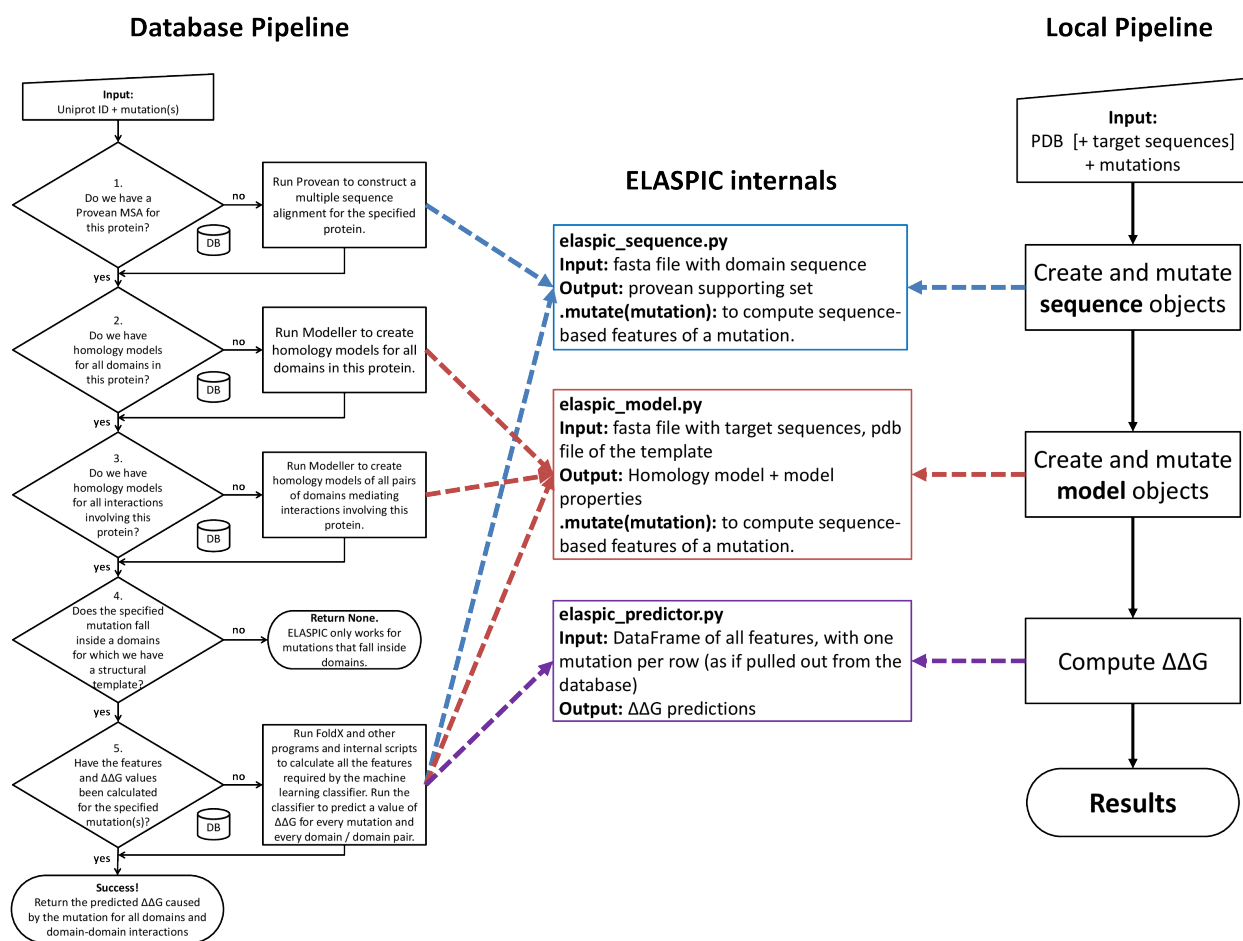 Database Pipeline
Input:
Uniprot ID + mutation(s)
1.
Do we have a
Provean MSA for
this protein?
no
DB
yes
Run Provean to construct a
multiple sequence
alignment for the specified
protein.
2.
Do we have
homology models
for all domains in
this protein?
no
DB
yes
Run Modeller to create
homology models for all
domains in this protein.
3.
Do we have
homology models
for all interactions
involving this
protein?
no
DB
yes
Run Modeller to create
homology models of all pairs
of domains mediating
interactions involving this
protein.
4.
Does the specified
mutation fall
inside a domains
for which we have
a structural
template?
no
yes
Return None.
ELASPIC only works for
mutations that fall inside
domains.
5.
Have the features
and ΔΔG values
been calculated
for the specified
mutation(s)?
no
DB
yes
Run FoldX and other
programs and internal scripts
to calculate all the features
required by the machine
learning classifier. Run the
classifier to predict a value of
ΔΔG for every mutation and
every domain / domain pair.
Success!
Return the predicted ΔΔG caused
by the mutation for all domains and
domain-domain interactions
ELASPIC internals
elaspic_sequence.py
Input: fasta file with domain sequence
Output: provean supporting set
.mutate(mutation): to compute sequence-
based features of a mutation.
elaspic_model.py
Input: fasta file with target sequences, pdb
file of the template
Output: Homology model + model
properties
.mutate(mutation): to compute sequence-
based features of a mutation.
elaspic_predictor.py
Input: DataFrame of all features, with one
mutation per row (as if pulled out from the
database)
Output: ΔΔG predictions
Local Pipeline
Input:
PDB [+ target sequences]
+ mutations
Create and mutate
sequence objects
Create and mutate
model objects
Compute ΔΔG
Results